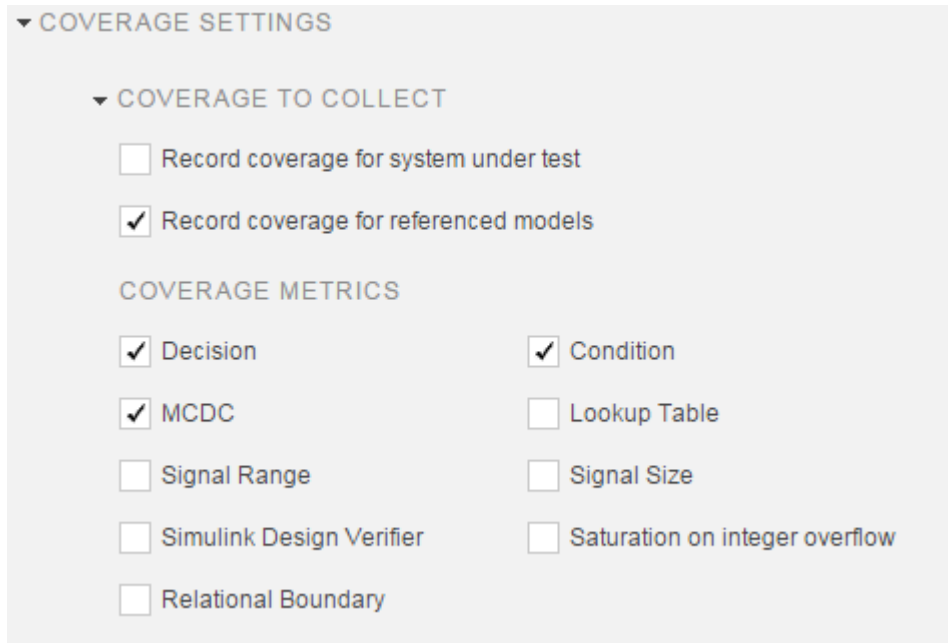 COVERAGE SETTINGS
COVERAGE TO COLLECT
Record coverage for system under test
Record coverage for referenced models
COVERAGE METRICS
Decision
Condition
MCDC
Lookup Table
Signal Range
Signal Size
Simulink Design Verifier
Saturation on integer overflow
Relational Boundary